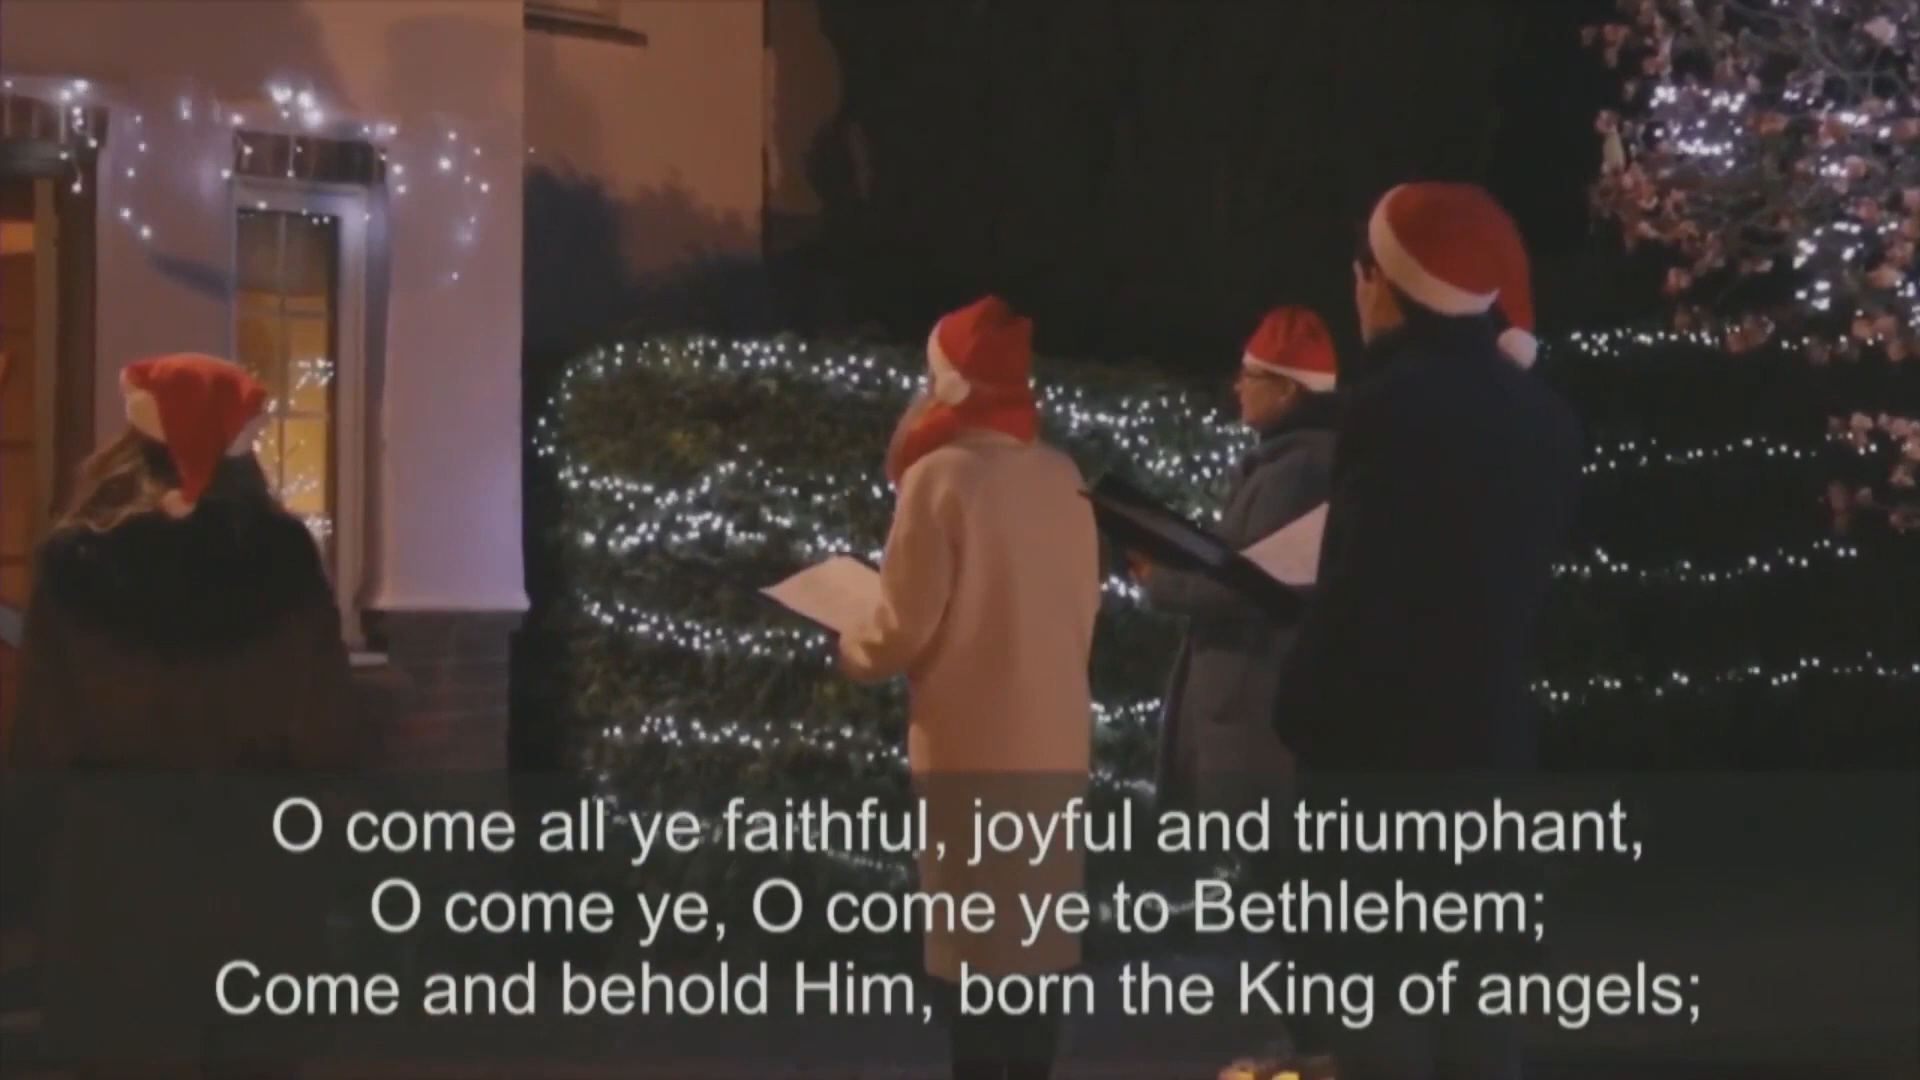 O come all ye faithful, joyful and triumphant,
O come ye, O come ye to Bethlehem;
Come and behold Him, born the King of angels;